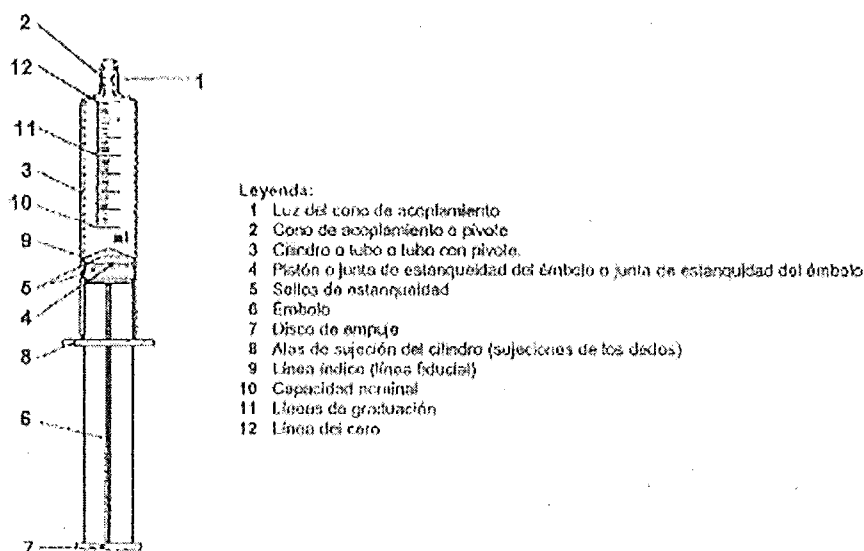 2
12
1
11
3
10
ml
9
5
4
8
6
7
Leyenda:
1 Luz del cono de acoplamiento
2 Cono de acoplamiento o pivote
3 Cilindro o tubo o tubo con pivote.
4 Pistón o junta de estanqueidad del émbolo o junta de estanquidad del émbolo
5 Sellos de estanqueidad
6 Émbolo
7 Disco de empuje
8 Alas de sujeción del cilindro (sujeciones de los dedos)
9 Línea índice (línea fiducial)
10 Capacidad nominal
11 Líneas de graduación
12 Línea del cero